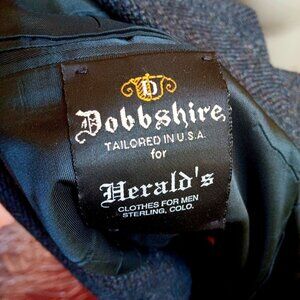 D
Dobbshire
TAILORED IN U.S.A.
for
Herald's
CLOTHES FOR MEN
STERLING, COLO.